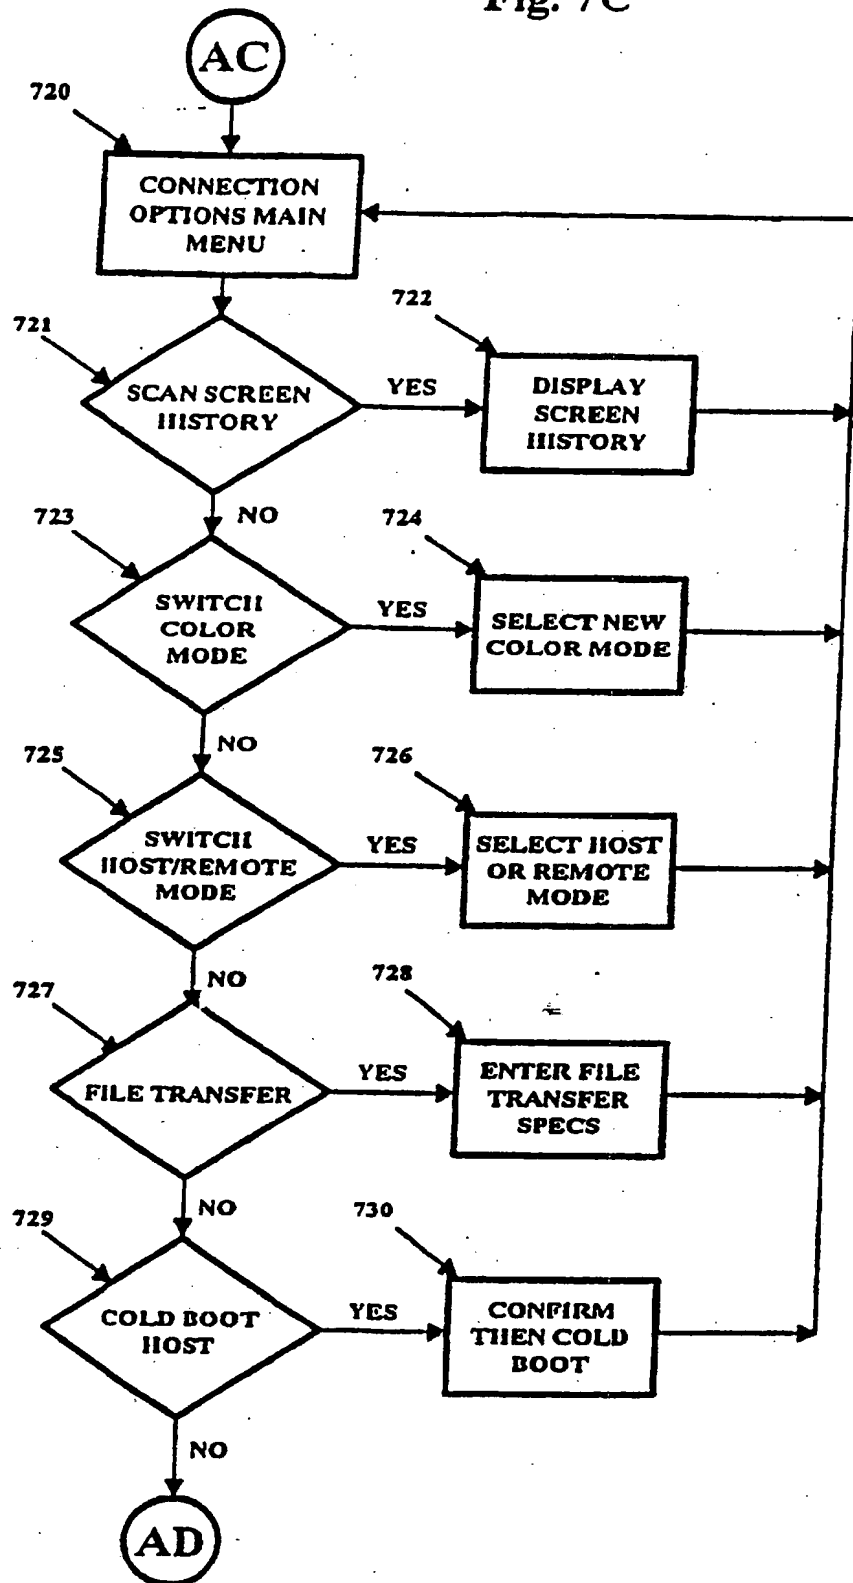 Fig. 7C
AC
720
CONNECTION
OPTIONS MAIN
MENU
721
SCAN SCREEN
HISTORY
YES
722
DISPLAY
SCREEN
HISTORY
NO
723
SWITCH
COLOR
MODE
YES
724
SELECT NEW
COLOR MODE
NO
725
SWITCH
HOST/REMOTE
MODE
YES
726
SELECT HOST
OR REMOTE
MODE
NO
727
FILE TRANSFER
YES
728
ENTER FILE
TRANSFER
SPECS
NO
729
COLD BOOT
HOST
YES
730
CONFIRM
THEN COLD
BOOT
NO
AD